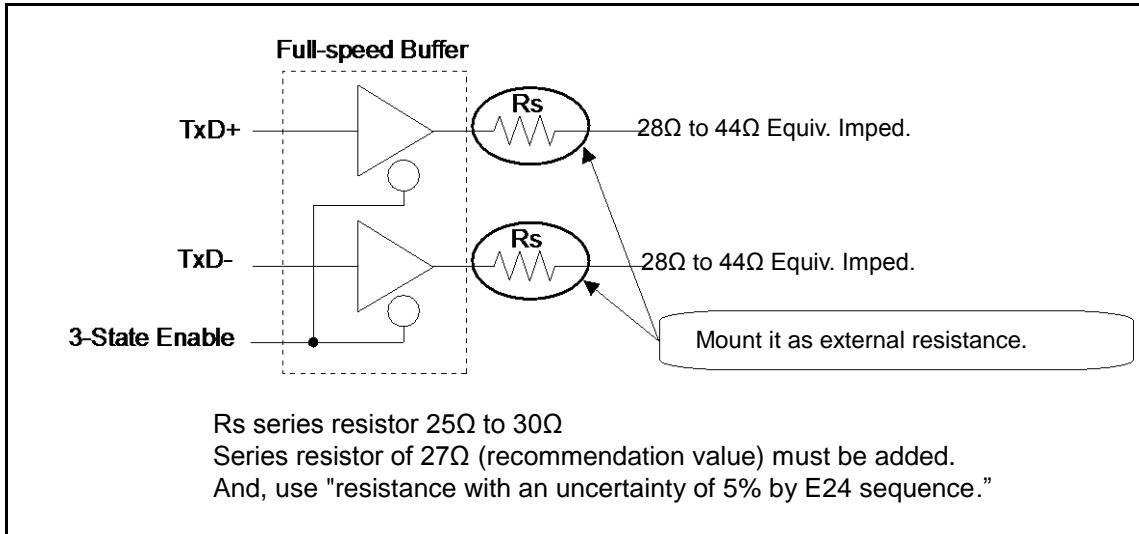 Full-speed Buffer
Rs
TxD+
28Ω to 44Ω Equiv. Imped.
Rs
TxD-
28Ω to 44Ω Equiv. Imped.
3-State Enable
Mount it as external resistance.
Rs series resistor 25Ω to 30Ω
Series resistor of 27Ω (recommendation value) must be added.
And, use "resistance with an uncertainty of 5% by E24 sequence.”